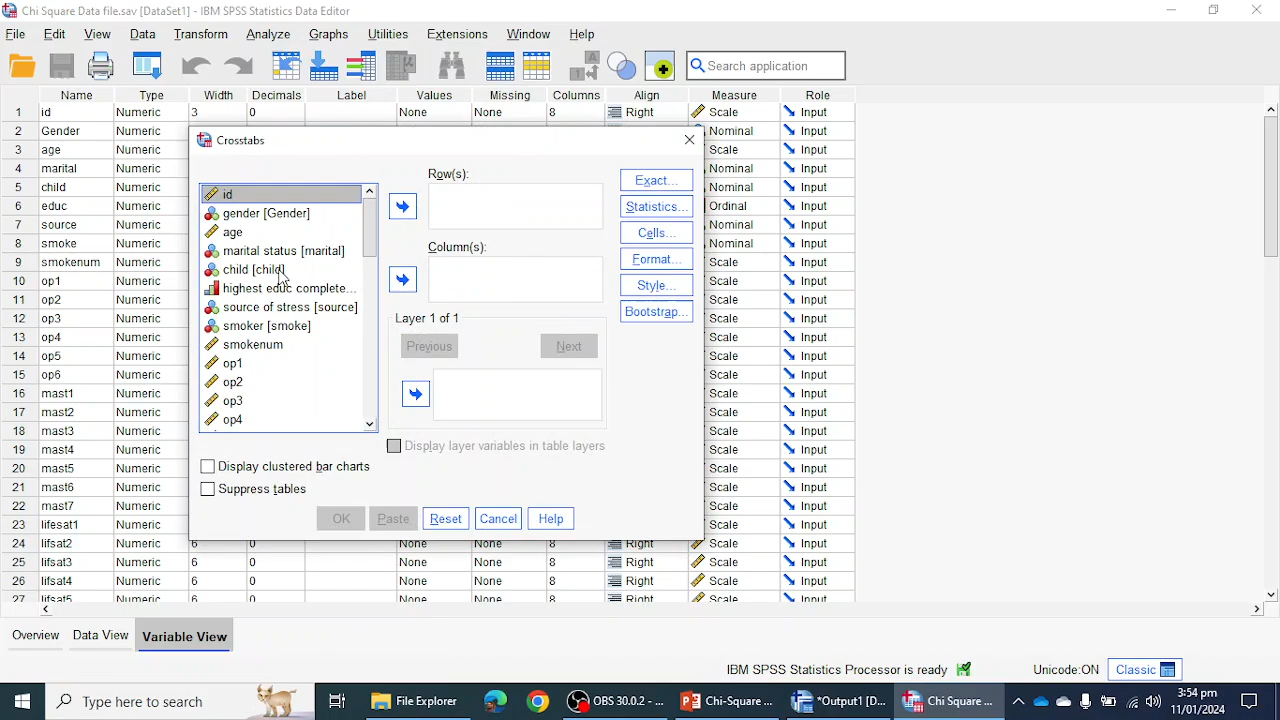 Chi Square Data file.sav [DataSet1] - IBM SPSS Statistics Data Editor
File Edit View Data Transform Analyze Graphs Utilities Extensions Window Help
Search application
Name Type Width Decimals Label Values Missing Columns Align Measure Role
1 id Numeric 3 0 None None 8 Right Scale Input
2 Gender Numeric Nominal Input
3 age Numeric Scale Input
4 marital Numeric Nominal Input
5 child Numeric Nominal Input
6 educ Numeric Ordinal Input
7 source Numeric Nominal Input
8 smoke Numeric Nominal Input
9 smokenum Numeric Scale Input
10 op1 Numeric Scale Input
11 op2 Numeric Scale Input
12 op3 Numeric Scale Input
13 op4 Numeric Scale Input
14 op5 Numeric Scale Input
15 op6 Numeric Scale Input
16 mast1 Numeric Scale Input
17 mast2 Numeric Scale Input
18 mast3 Numeric Scale Input
19 mast4 Numeric Scale Input
20 mast5 Numeric Scale Input
21 mast6 Numeric Scale Input
22 mast7 Numeric Scale Input
23 lifesat1 Numeric Scale Input
24 lifsat2 Numeric 6 0 None None 8 Right Scale Input
25 lifsat3 Numeric 6 0 None None 8 Right Scale Input
26 lifsat4 Numeric 6 0 None None 8 Right Scale Input
27 lifsat5 Numeric 6 0 None None 8 Right Scale Input
Crosstabs
id
gender [Gender]
age
marital status [marital]
child [child]
highest educ complete...
source of stress [source]
smoker [smoke]
smokenum
op1
op2
op3
op4
Row(s):
Column(s):
Layer 1 of 1
Previous Next
Display layer variables in table layers
Exact...
Statistics...
Cells...
Format...
Style...
Bootstrap...
Display clustered bar charts
Suppress tables
OK Paste Reset Cancel Help
Overview Data View Variable View
IBM SPSS Statistics Processor is ready Unicode:ON Classic
Type here to search File Explorer OBS 30.0.2 - ... Chi-Square ... *Output1 [D... Chi Square ... 3:54 pm
11/01/2024